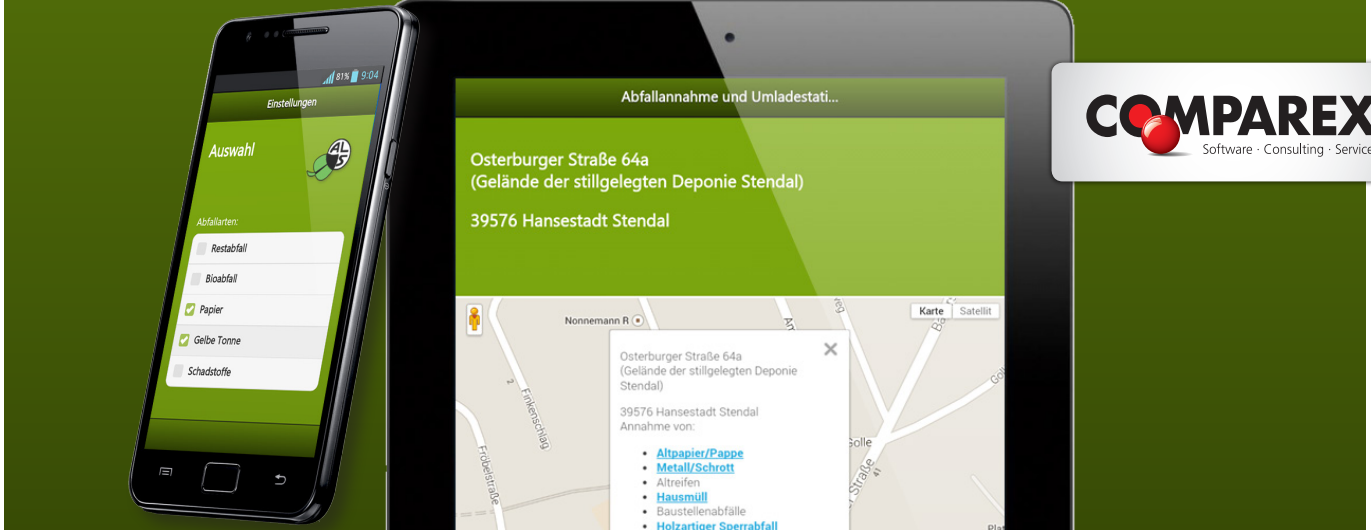 81% 9:04
Einstellungen
Auswahl
ALS
Abfallarten:
Restabfall
Bioabfall
Papier
Gelbe Tonne
Schadstoffe
Abfallannahme und Umladestati...
Osterburger Straße 64a
(Gelände der stillgelegten Deponie Stendal)
39576 Hansestadt Stendal
Nonnemann R
Karte Satellit
2
Finkenschlag
Fröbelstraße
Osterburger Straße 64a
(Gelände der stillgelegten Deponie
Stendal)
39576 Hansestadt Stendal
Annahme von:
• Altpapier/Pappe
• Metall/Schrott
• Altreifen
• Hausmüll
• Baustellenabfälle
• Holzartiger Sperrabfall
41
COMPAREX
Software · Consulting · Service